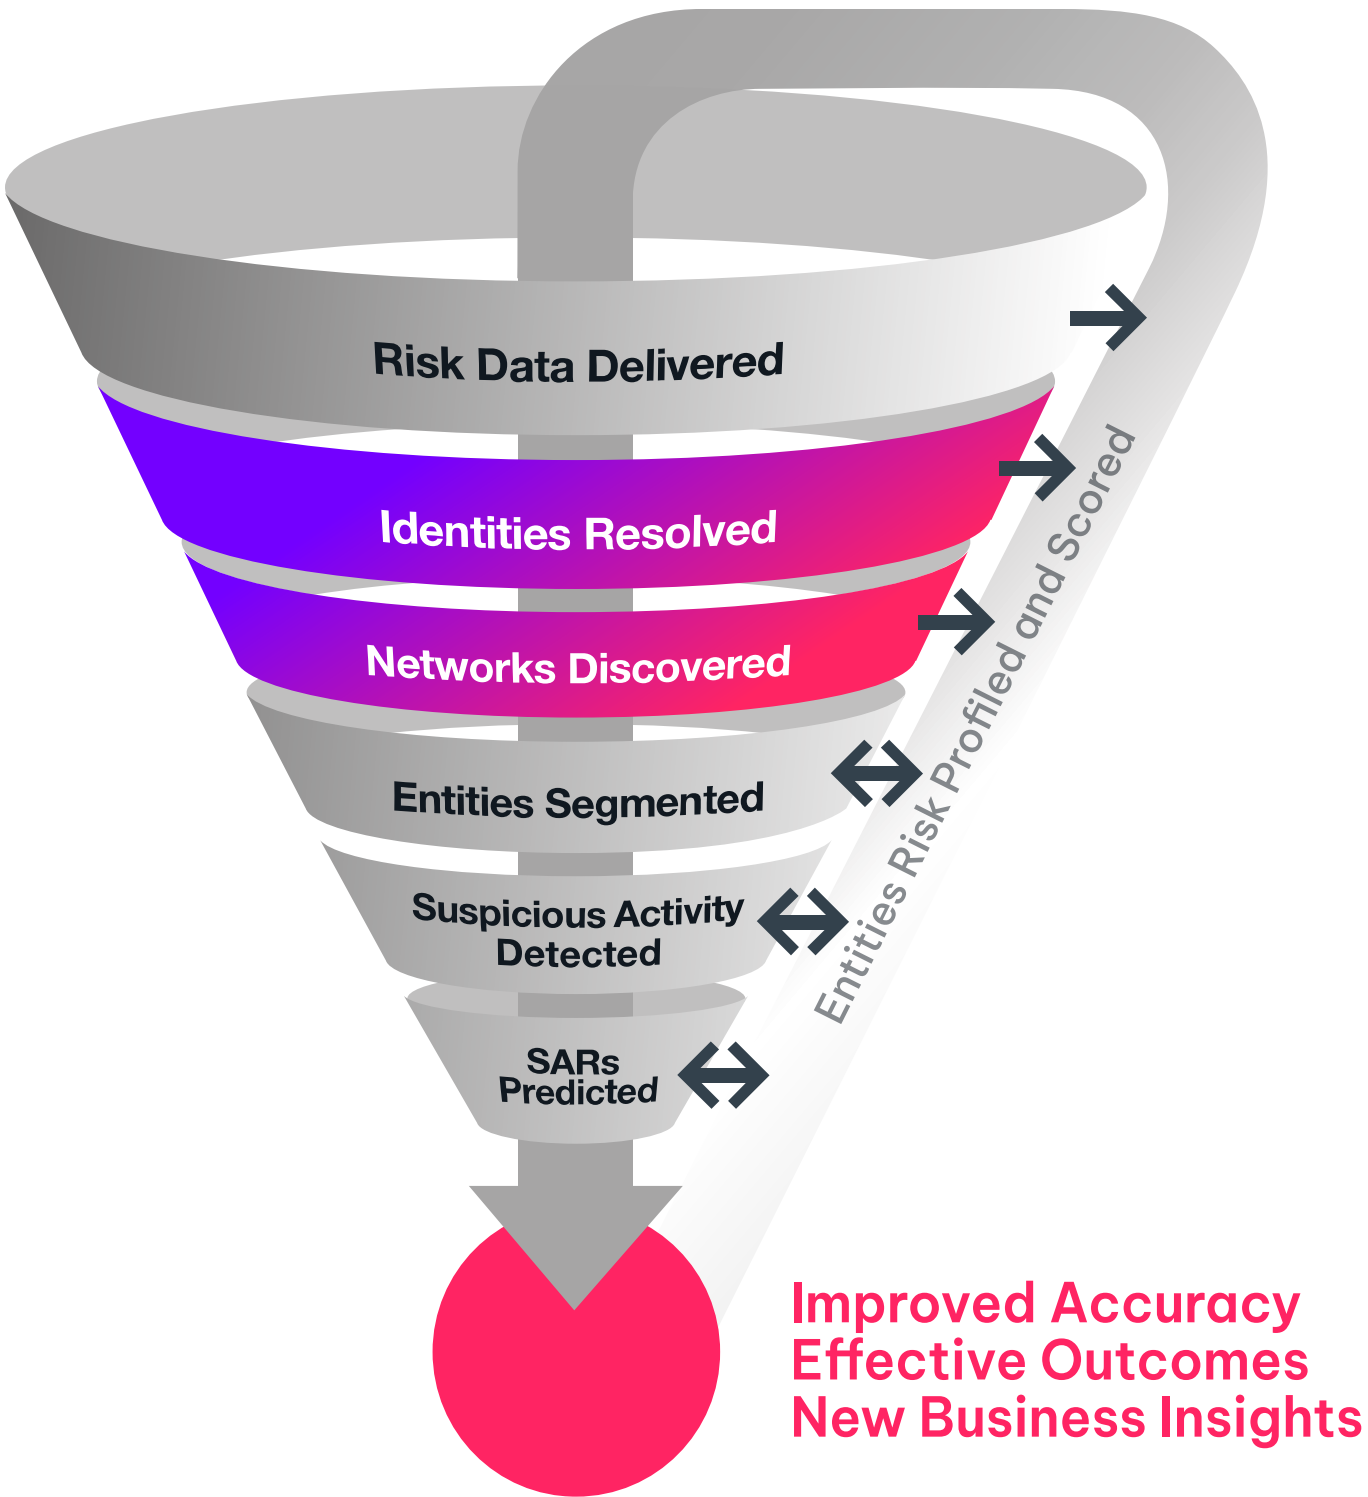 Risk Data Delivered
Identities Resolved
Networks Discovered
Entities Segmented
Suspicious Activity
Detected
SARs
Predicted
Entities Risk Profiled and Scored
Improved Accuracy
Effective Outcomes
New Business Insights